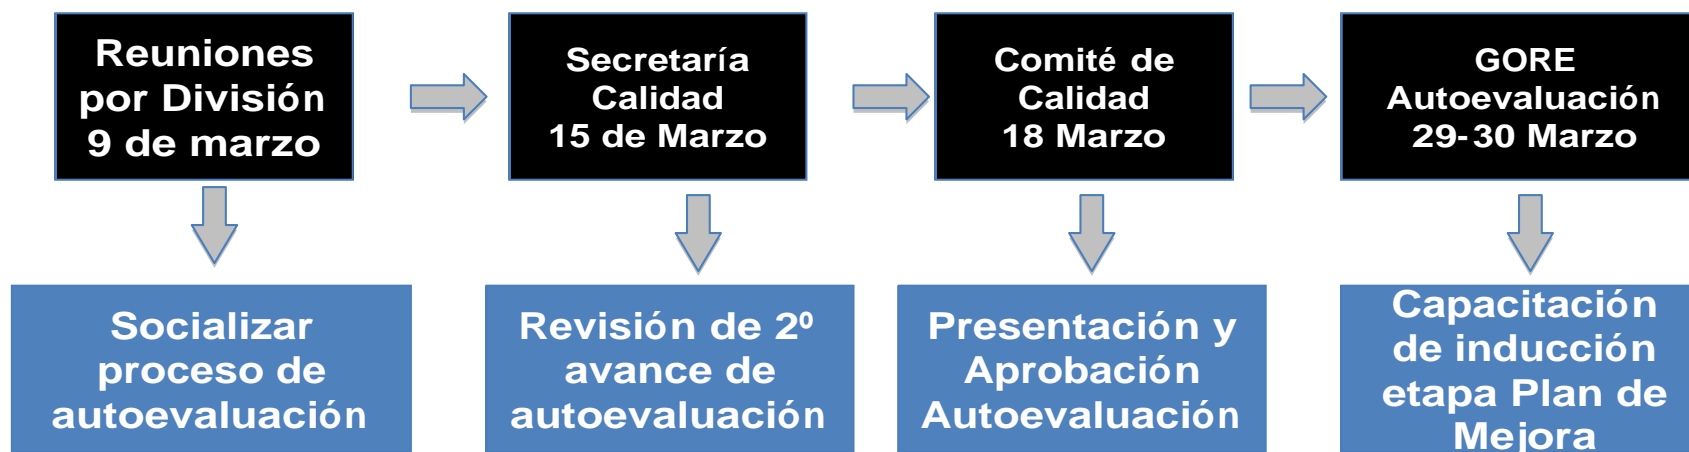 Reuniones
por División
9 de marzo
Secretaría
Calidad
15 de Marzo
Comité de
Calidad
18 Marzo
GORE
Autoevaluación
29-30 Marzo
Socializar
proceso de
autoevaluación
Revisión de 2º
avance de
autoevaluación
Presentación y
Aprobación
Autoevaluación
Capacitación
de inducción
etapa Plan de
Mejora